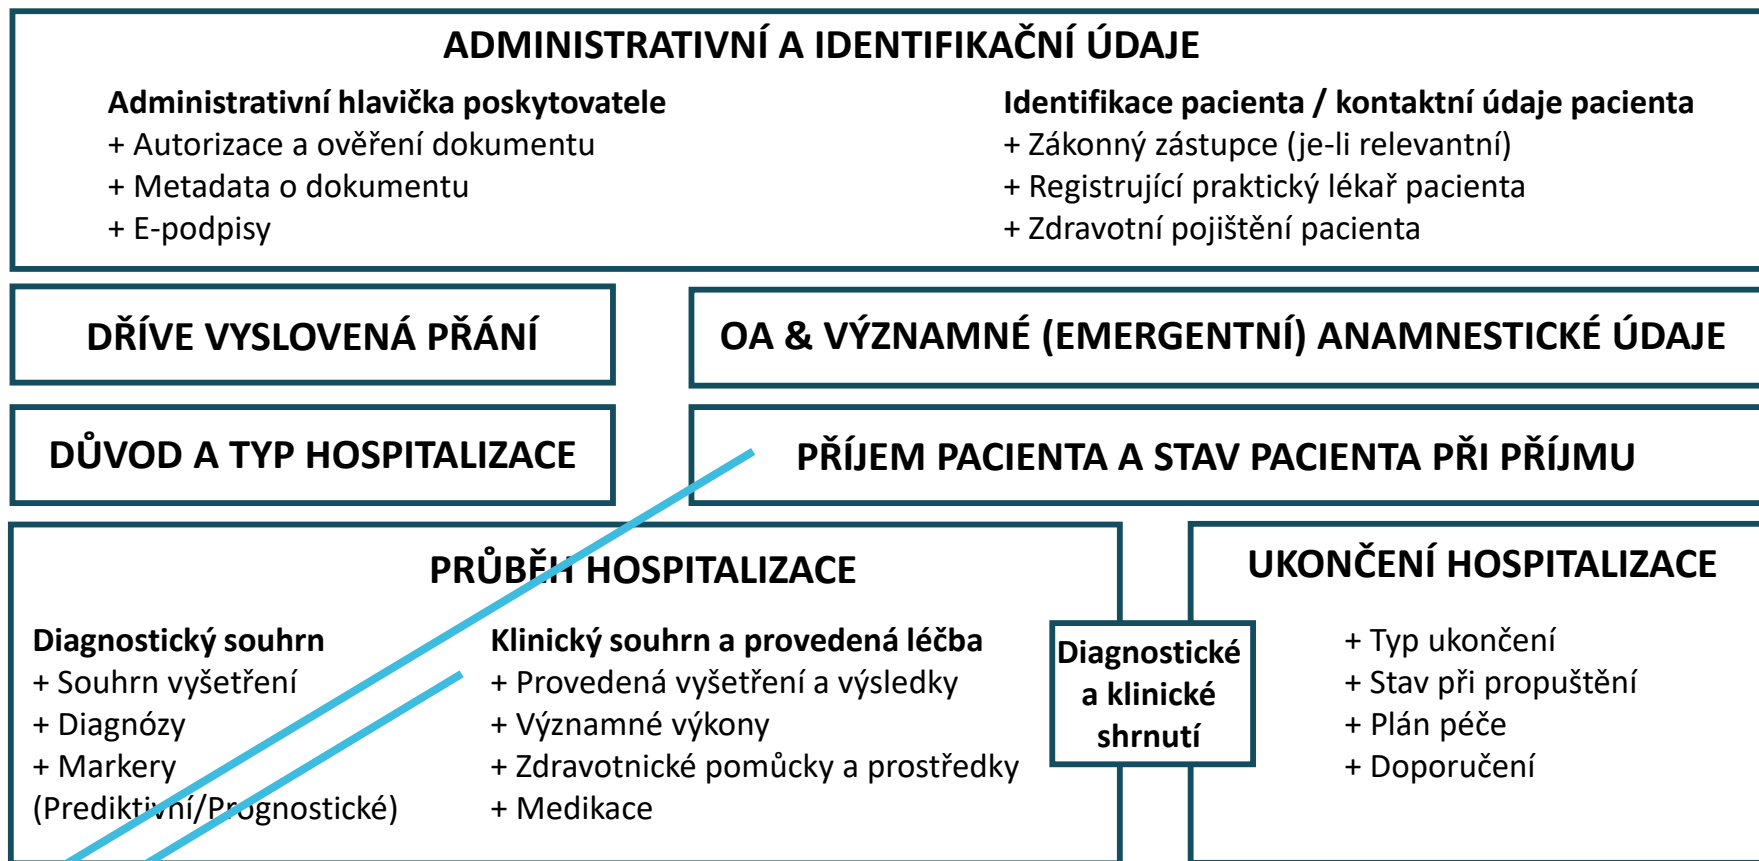 ADMINISTRATIVNÍ A IDENTIFIKAČNÍ ÚDAJE
Administrativní hlavička poskytovatele
+ Autorizace a ověření dokumentu
+ Metadata o dokumentu
+ E-podpisy
Identifikace pacienta / kontaktní údaje pacienta
+ Zákonný zástupce (je-li relevantní)
+ Registrující praktický lékař pacienta
+ Zdravotní pojištění pacienta
DŘÍVE VYSLOVENÁ PŘÁNÍ
OA & VÝZNAMNÉ (EMERGENTNÍ) ANAMNESTICKÉ ÚDAJE
DŮVOD A TYP HOSPITALIZACE
PŘÍJEM PACIENTA A STAV PACIENTA PŘI PŘÍJMU
PRŮBĚH HOSPITALIZACE
Diagnostický souhrn
+ Souhrn vyšetření
+ Diagnózy
+ Markery
(Prediktivní/Prognostické)
Klinický souhrn a provedená léčba
+ Provedená vyšetření a výsledky
+ Významné výkony
+ Zdravotnické pomůcky a prostředky
+ Medikace
Diagnostické
a klinické
shrnutí
UKONČENÍ HOSPITALIZACE
+ Typ ukončení
+ Stav při propuštění
+ Plán péče
+ Doporučení